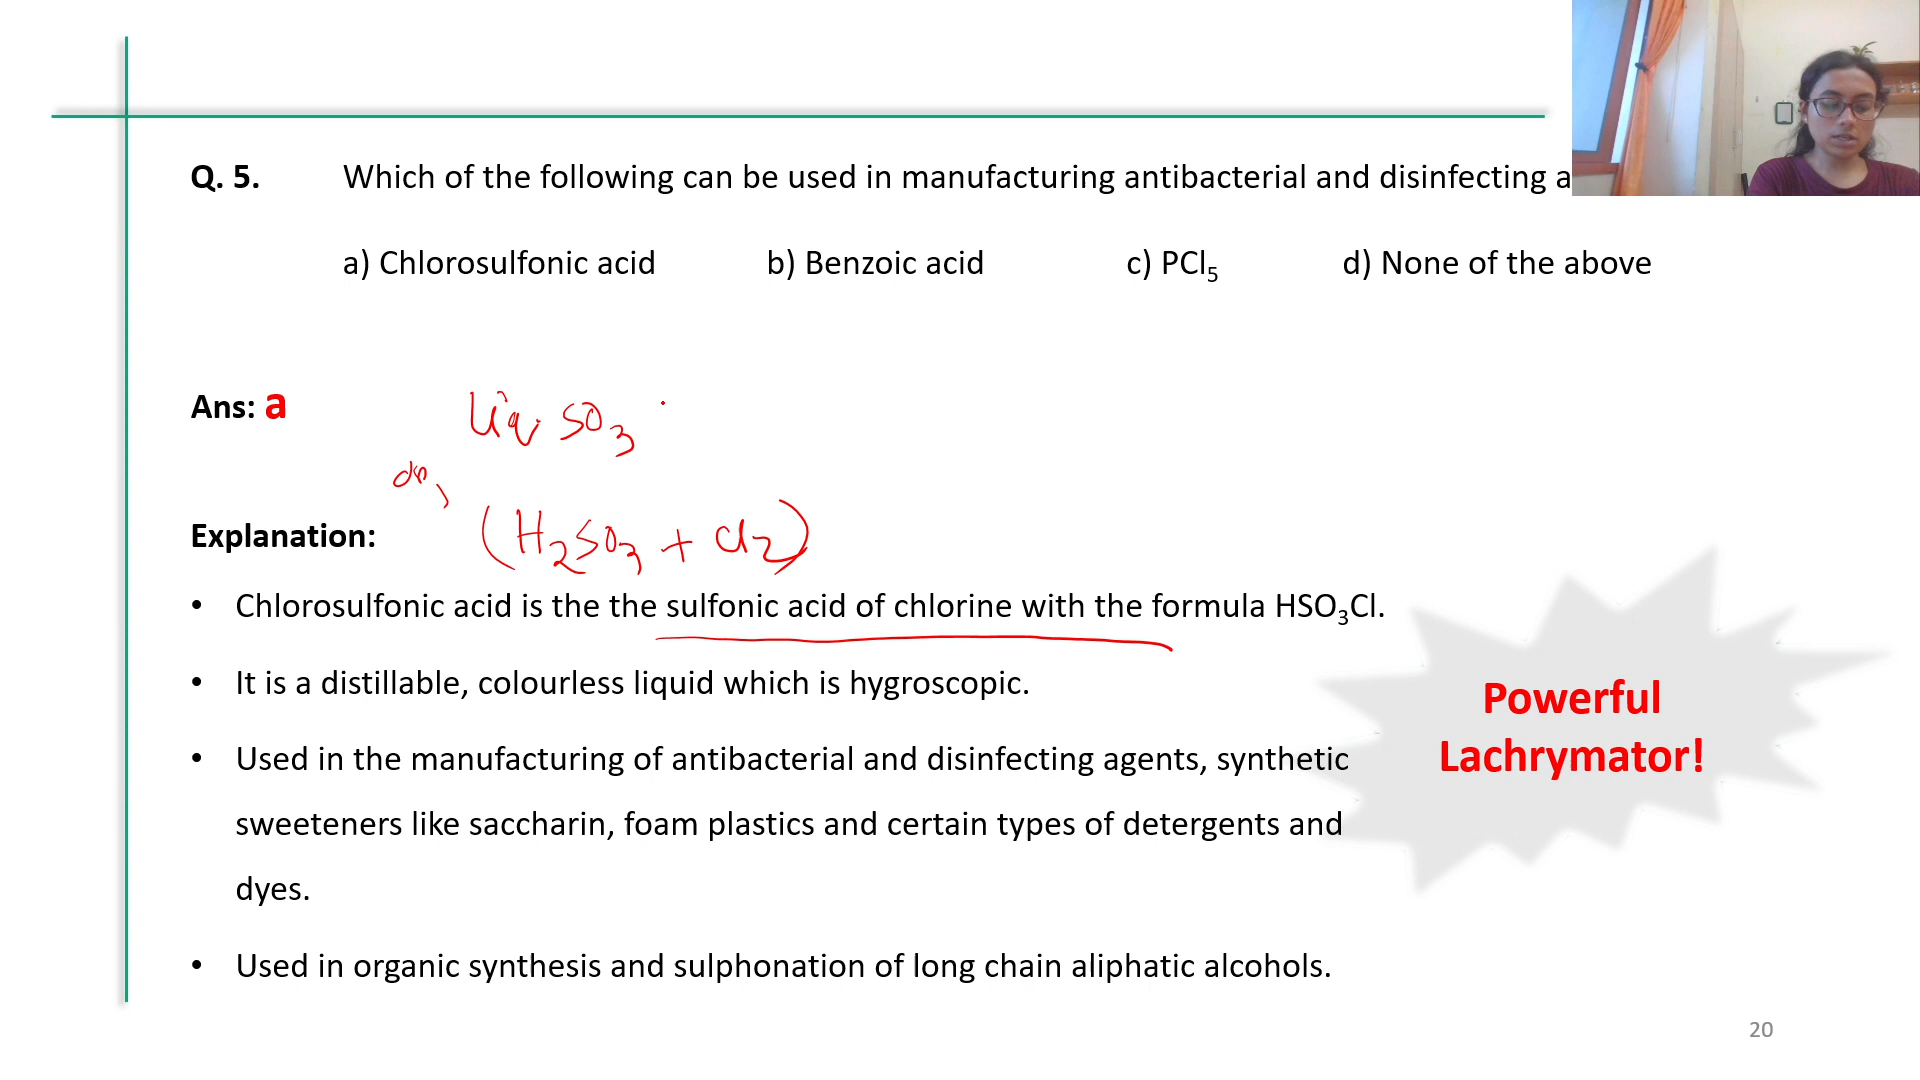 Q. 5. Which of the following can be used in manufacturing antibacterial and disinfecting a
a) Chlorosulfonic acid b) Benzoic acid c) PCl₅ d) None of the above
Ans: a
Liq. SO₃
dry
(H₂SO₃ + Cl₂)
Explanation:
• Chlorosulfonic acid is the the sulfonic acid of chlorine with the formula HSO₃Cl.
• It is a distillable, colourless liquid which is hygroscopic.
• Used in the manufacturing of antibacterial and disinfecting agents, synthetic
sweeteners like saccharin, foam plastics and certain types of detergents and
dyes.
• Used in organic synthesis and sulphonation of long chain aliphatic alcohols.
Powerful
Lachrymator!
20